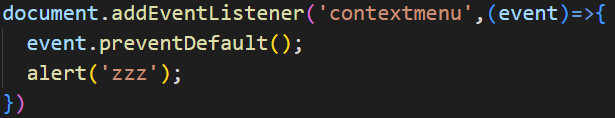 document.addEventListener('contextmenu',(event)=>{
  event.preventDefault();
  alert('zzz');
})